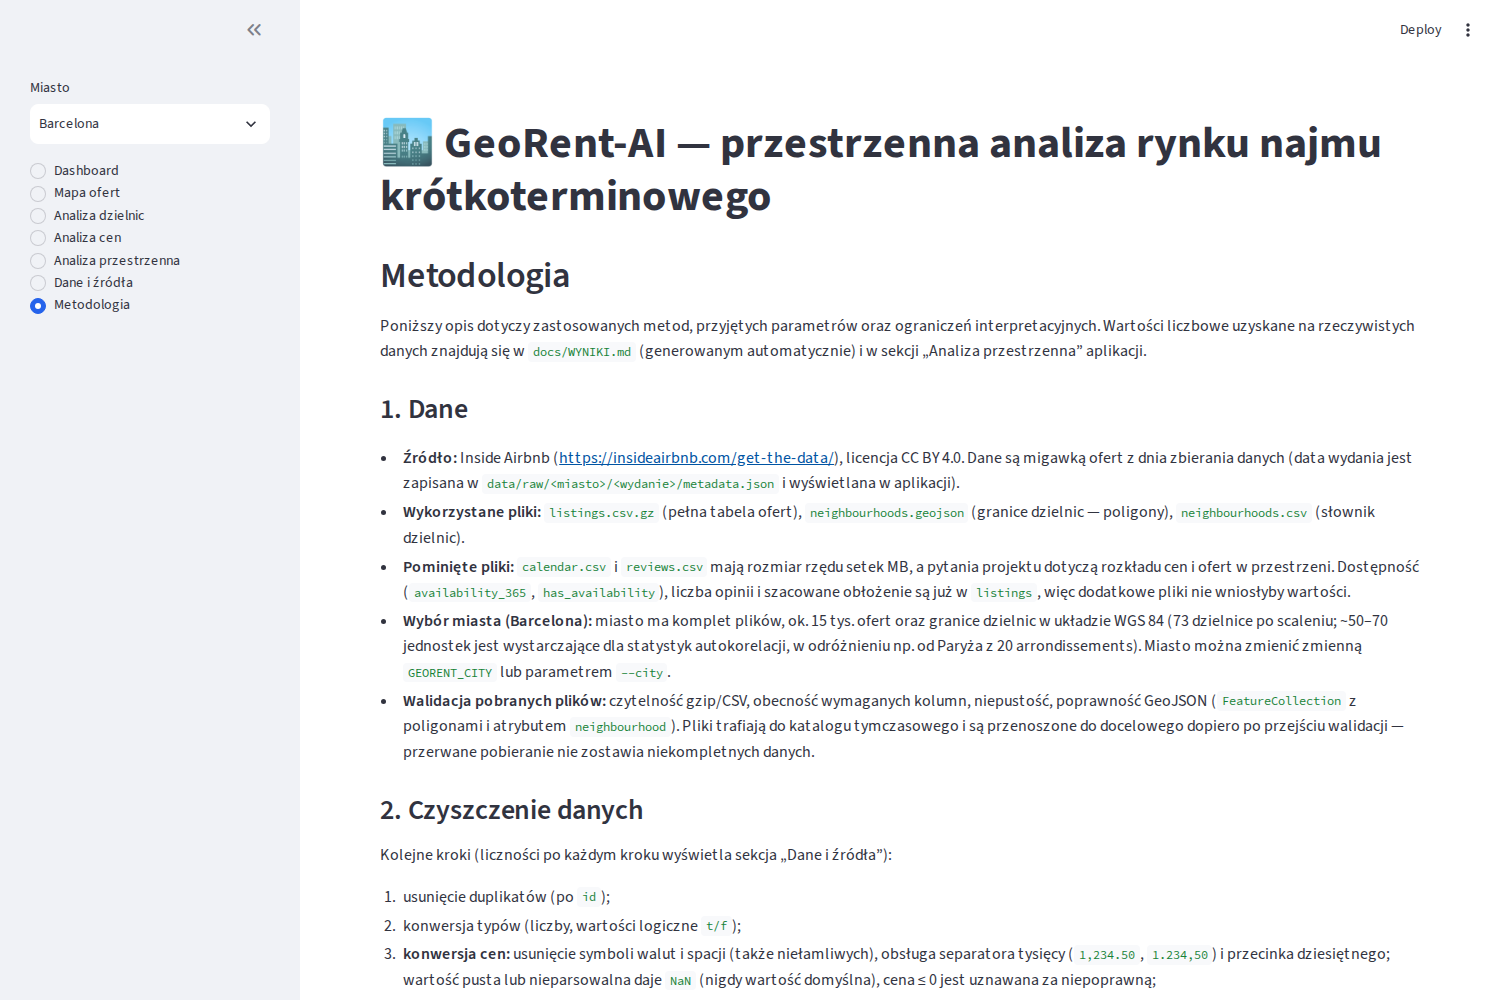 Deploy
Miasto
Barcelona
Dashboard
Mapa ofert
Analiza dzielnic
Analiza cen
Analiza przestrzenna
Dane i źródła
Metodologia
GeoRent-AI — przestrzenna analiza rynku najmu
krótkoterminowego
Metodologia
Poniższy opis dotyczy zastosowanych metod, przyjętych parametrów oraz ograniczeń interpretacyjnych. Wartości liczbowe uzyskane na rzeczywistych
danych znajdują się w docs/WYNIKI.md (generowanym automatycznie) i w sekcji „Analiza przestrzenna” aplikacji.
1. Dane
• Źródło: Inside Airbnb (https://insideairbnb.com/get-the-data/), licencja CC BY 4.0. Dane są migawką ofert z dnia zbierania danych (data wydania jest
zapisana w data/raw/<miasto>/<wydanie>/metadata.json i wyświetlana w aplikacji).
• Wykorzystane pliki: listings.csv.gz (pełna tabela ofert), neighbourhoods.geojson (granice dzielnic — poligony), neighbourhoods.csv (słownik
dzielnic).
• Pominięte pliki: calendar.csv i reviews.csv mają rozmiar rzędu setek MB, a pytania projektu dotyczą rozkładu cen i ofert w przestrzeni. Dostępność
( availability_365 , has_availability ), liczba opinii i szacowane obłożenie są już w listings , więc dodatkowe pliki nie wniosłyby wartości.
• Wybór miasta (Barcelona): miasto ma komplet plików, ok. 15 tys. ofert oraz granice dzielnic w układzie WGS 84 (73 dzielnice po scaleniu; ~50–70
jednostek jest wystarczające dla statystyk autokorelacji, w odróżnieniu np. od Paryża z 20 arrondissements). Miasto można zmienić zmienną
GEORENT_CITY lub parametrem --city .
• Walidacja pobranych plików: czytelność gzip/CSV, obecność wymaganych kolumn, niepustość, poprawność GeoJSON ( FeatureCollection z
poligonami i atrybutem neighbourhood ). Pliki trafiają do katalogu tymczasowego i są przenoszone do docelowego dopiero po przejściu walidacji —
przerwane pobieranie nie zostawia niekompletnych danych.
2. Czyszczenie danych
Kolejne kroki (liczności po każdym kroku wyświetla sekcja „Dane i źródła”):
1. usunięcie duplikatów (po id );
2. konwersja typów (liczby, wartości logiczne t/f );
3. konwersja cen: usunięcie symboli walut i spacji (także niełamliwych), obsługa separatora tysięcy ( 1,234.50 , 1.234,50 ) i przecinka dziesiętnego;
wartość pusta lub nieparsowalna daje NaN (nigdy wartość domyślna), cena ≤ 0 jest uznawana za niepoprawną;